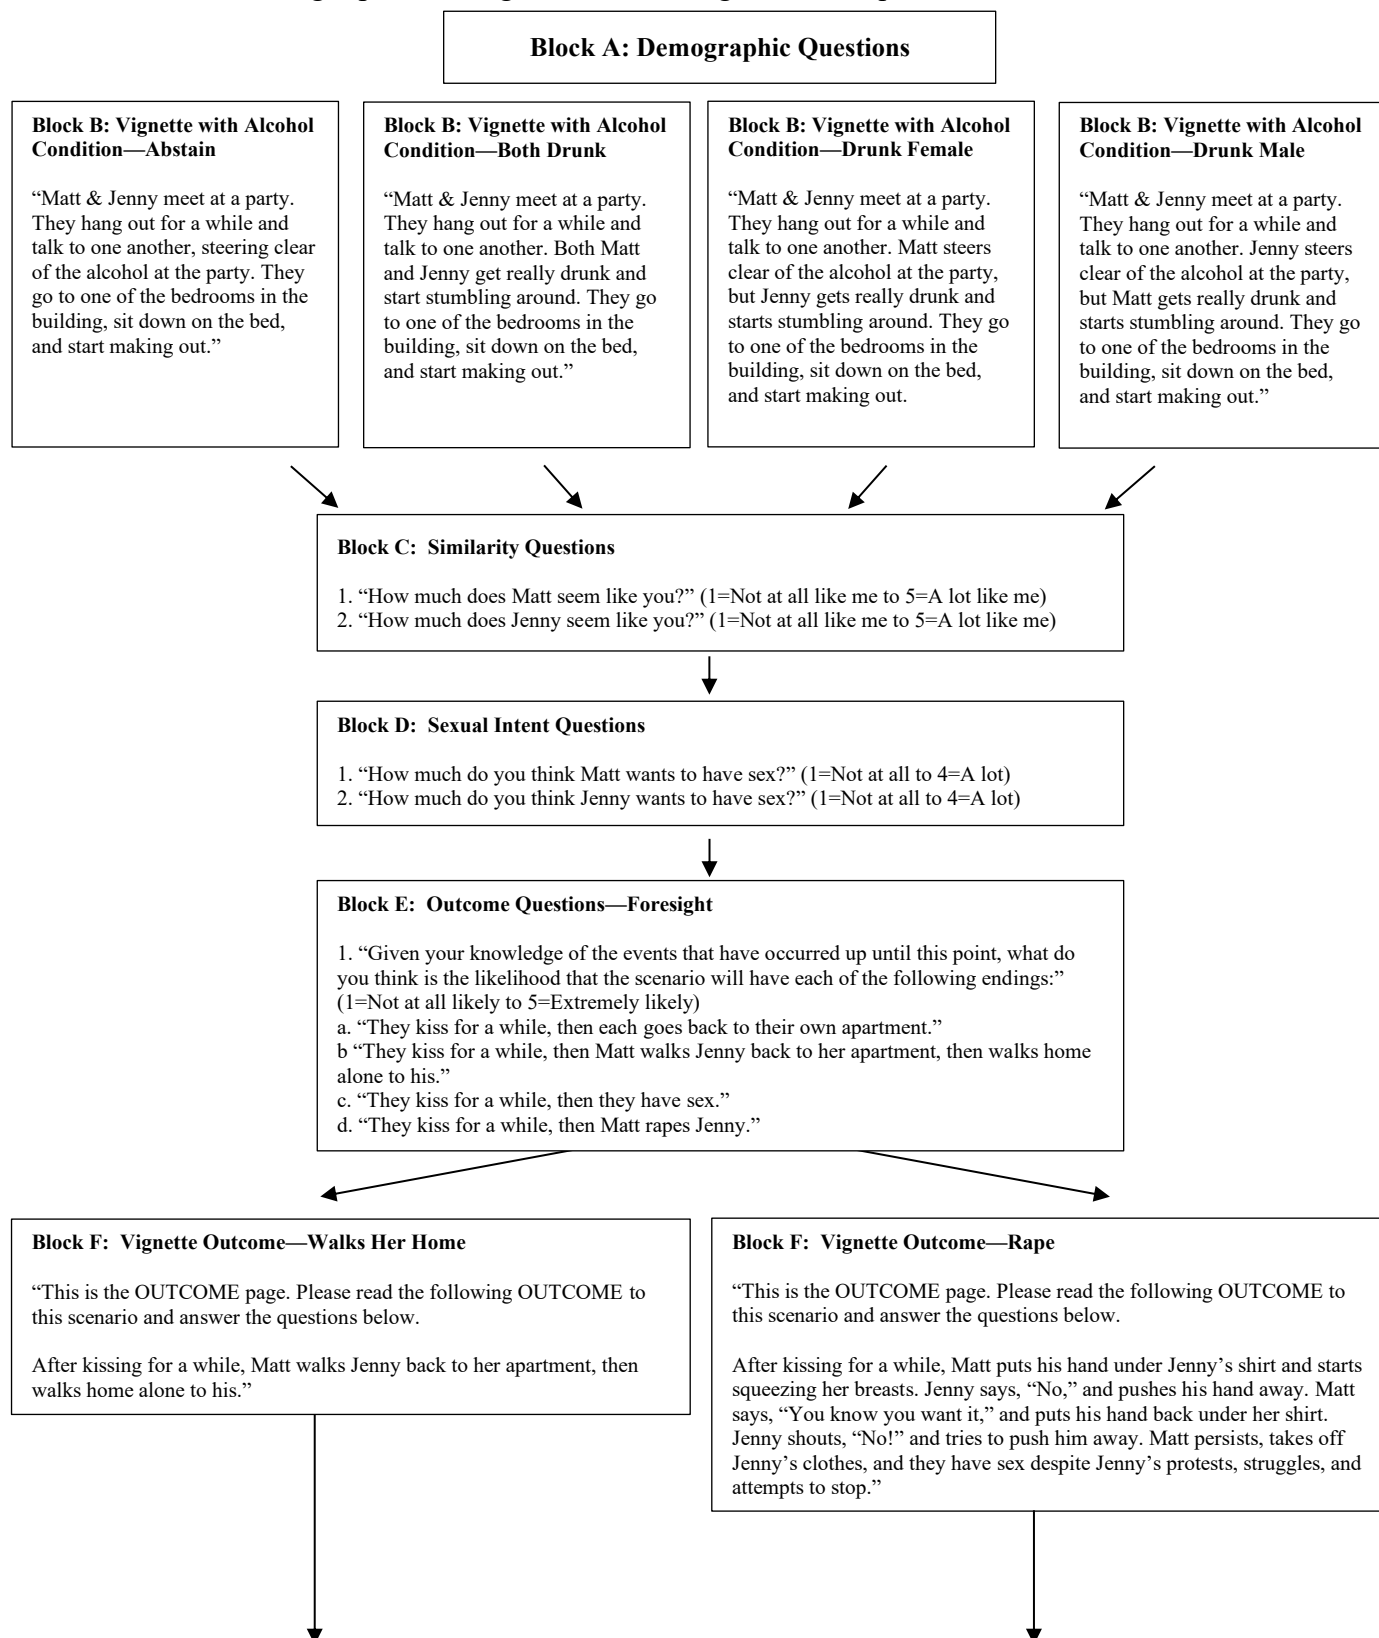 Block A: Demographic Questions
Block B: Vignette with Alcohol
Condition—Abstain
“Matt & Jenny meet at a party.
They hang out for a while and
talk to one another, steering clear
of the alcohol at the party. They
go to one of the bedrooms in the
building, sit down on the bed,
and start making out.”
Block B: Vignette with Alcohol
Condition—Both Drunk
“Matt & Jenny meet at a party.
They hang out for a while and
talk to one another. Both Matt
and Jenny get really drunk and
start stumbling around. They go
to one of the bedrooms in the
building, sit down on the bed,
and start making out.”
Block B: Vignette with Alcohol
Condition—Drunk Female
“Matt & Jenny meet at a party.
They hang out for a while and
talk to one another. Matt steers
clear of the alcohol at the party,
but Jenny gets really drunk and
starts stumbling around. They go
to one of the bedrooms in the
building, sit down on the bed,
and start making out.
Block B: Vignette with Alcohol
Condition—Drunk Male
“Matt & Jenny meet at a party.
They hang out for a while and
talk to one another. Jenny steers
clear of the alcohol at the party,
but Matt gets really drunk and
starts stumbling around. They go
to one of the bedrooms in the
building, sit down on the bed,
and start making out.”
Block C:  Similarity Questions
1. “How much does Matt seem like you?” (1=Not at all like me to 5=A lot like me)
2. “How much does Jenny seem like you?” (1=Not at all like me to 5=A lot like me)
Block D:  Sexual Intent Questions
1. “How much do you think Matt wants to have sex?” (1=Not at all to 4=A lot)
2. “How much do you think Jenny wants to have sex?” (1=Not at all to 4=A lot)
Block E:  Outcome Questions—Foresight
1. “Given your knowledge of the events that have occurred up until this point, what do
you think is the likelihood that the scenario will have each of the following endings:”
(1=Not at all likely to 5=Extremely likely)
a. “They kiss for a while, then each goes back to their own apartment.”
b “They kiss for a while, then Matt walks Jenny back to her apartment, then walks home
alone to his.”
c. “They kiss for a while, then they have sex.”
d. “They kiss for a while, then Matt rapes Jenny.”
Block F:  Vignette Outcome—Walks Her Home
“This is the OUTCOME page. Please read the following OUTCOME to
this scenario and answer the questions below.
After kissing for a while, Matt walks Jenny back to her apartment, then
walks home alone to his.”
Block F:  Vignette Outcome—Rape
“This is the OUTCOME page. Please read the following OUTCOME to
this scenario and answer the questions below.
After kissing for a while, Matt puts his hand under Jenny’s shirt and starts
squeezing her breasts. Jenny says, “No,” and pushes his hand away. Matt
says, “You know you want it,” and puts his hand back under her shirt.
Jenny shouts, “No!” and tries to push him away. Matt persists, takes off
Jenny’s clothes, and they have sex despite Jenny’s protests, struggles, and
attempts to stop.”